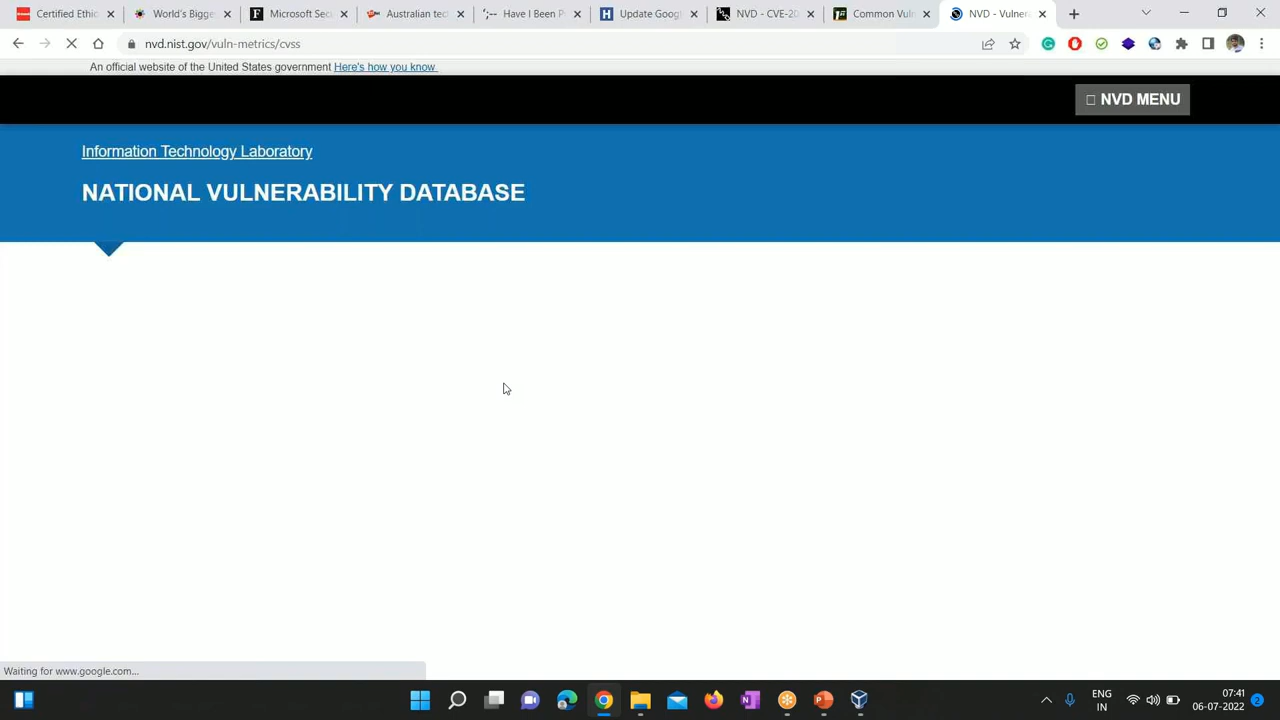 Certified Ethic
World's Bigge
Microsoft Sec
Australian tec
Have I Been P
Update Googl
NVD - CVE-20
Common Vuln
NVD - Vulner
nvd.nist.gov/vuln-metrics/cvss
An official website of the United States government Here's how you know
NVD MENU
Information Technology Laboratory
NATIONAL VULNERABILITY DATABASE
Waiting for www.google.com...
ENG
IN
07:41
06-07-2022
2